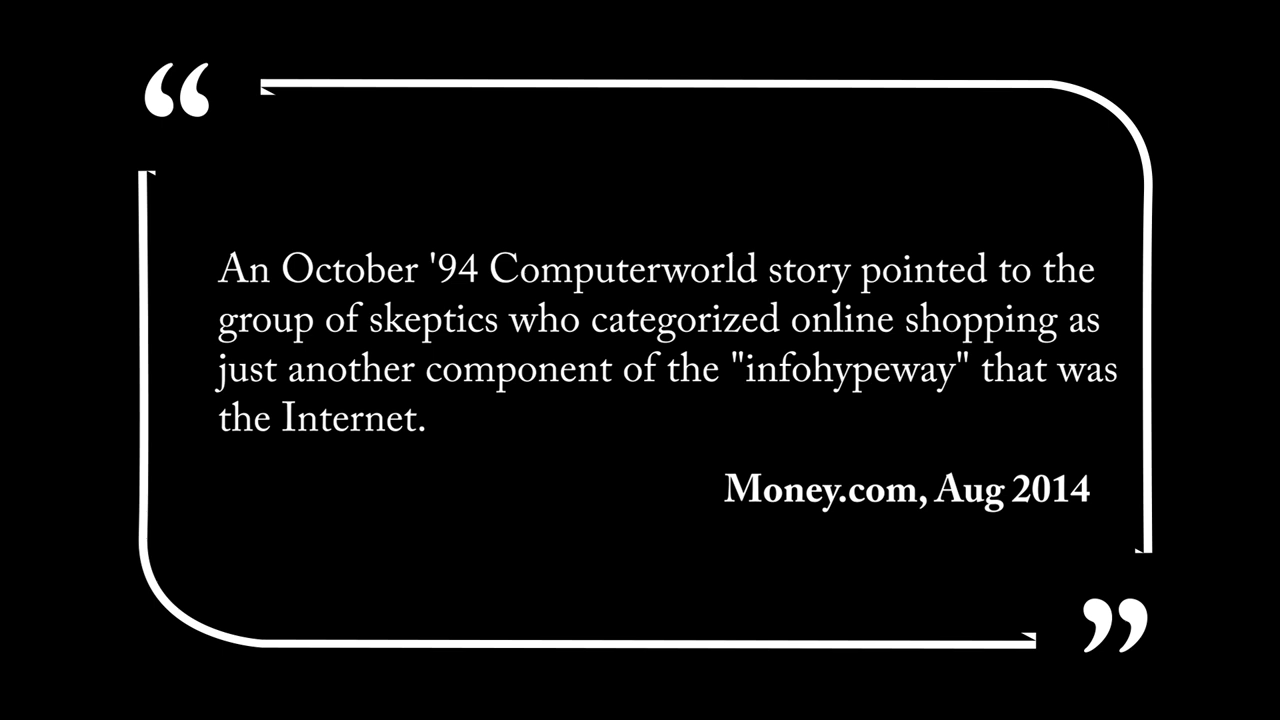 “
An October '94 Computerworld story pointed to the
group of skeptics who categorized online shopping as
just another component of the "infohypeway" that was
the Internet.
Money.com, Aug 2014
”